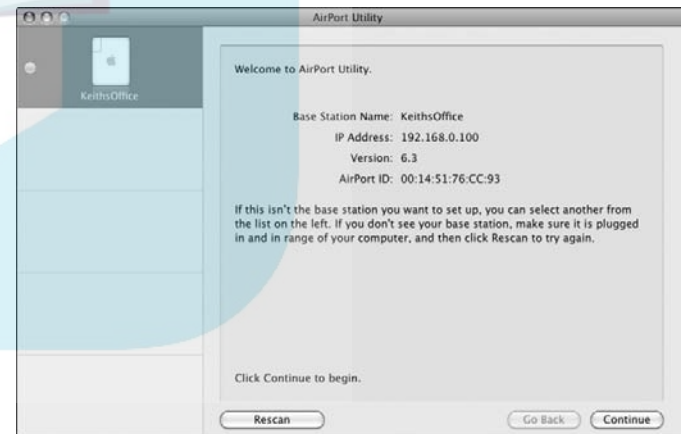 AirPort Utility
KeithsOffice
Welcome to AirPort Utility.
Base Station Name: KeithsOffice
IP Address: 192.168.0.100
Version: 6.3
AirPort ID: 00:14:51:76:CC:93
If this isn't the base station you want to set up, you can select another from
the list on the left. If you don't see your base station, make sure it is plugged
in and in range of your computer, and then click Rescan to try again.
Click Continue to begin.
Rescan
Go Back
Continue